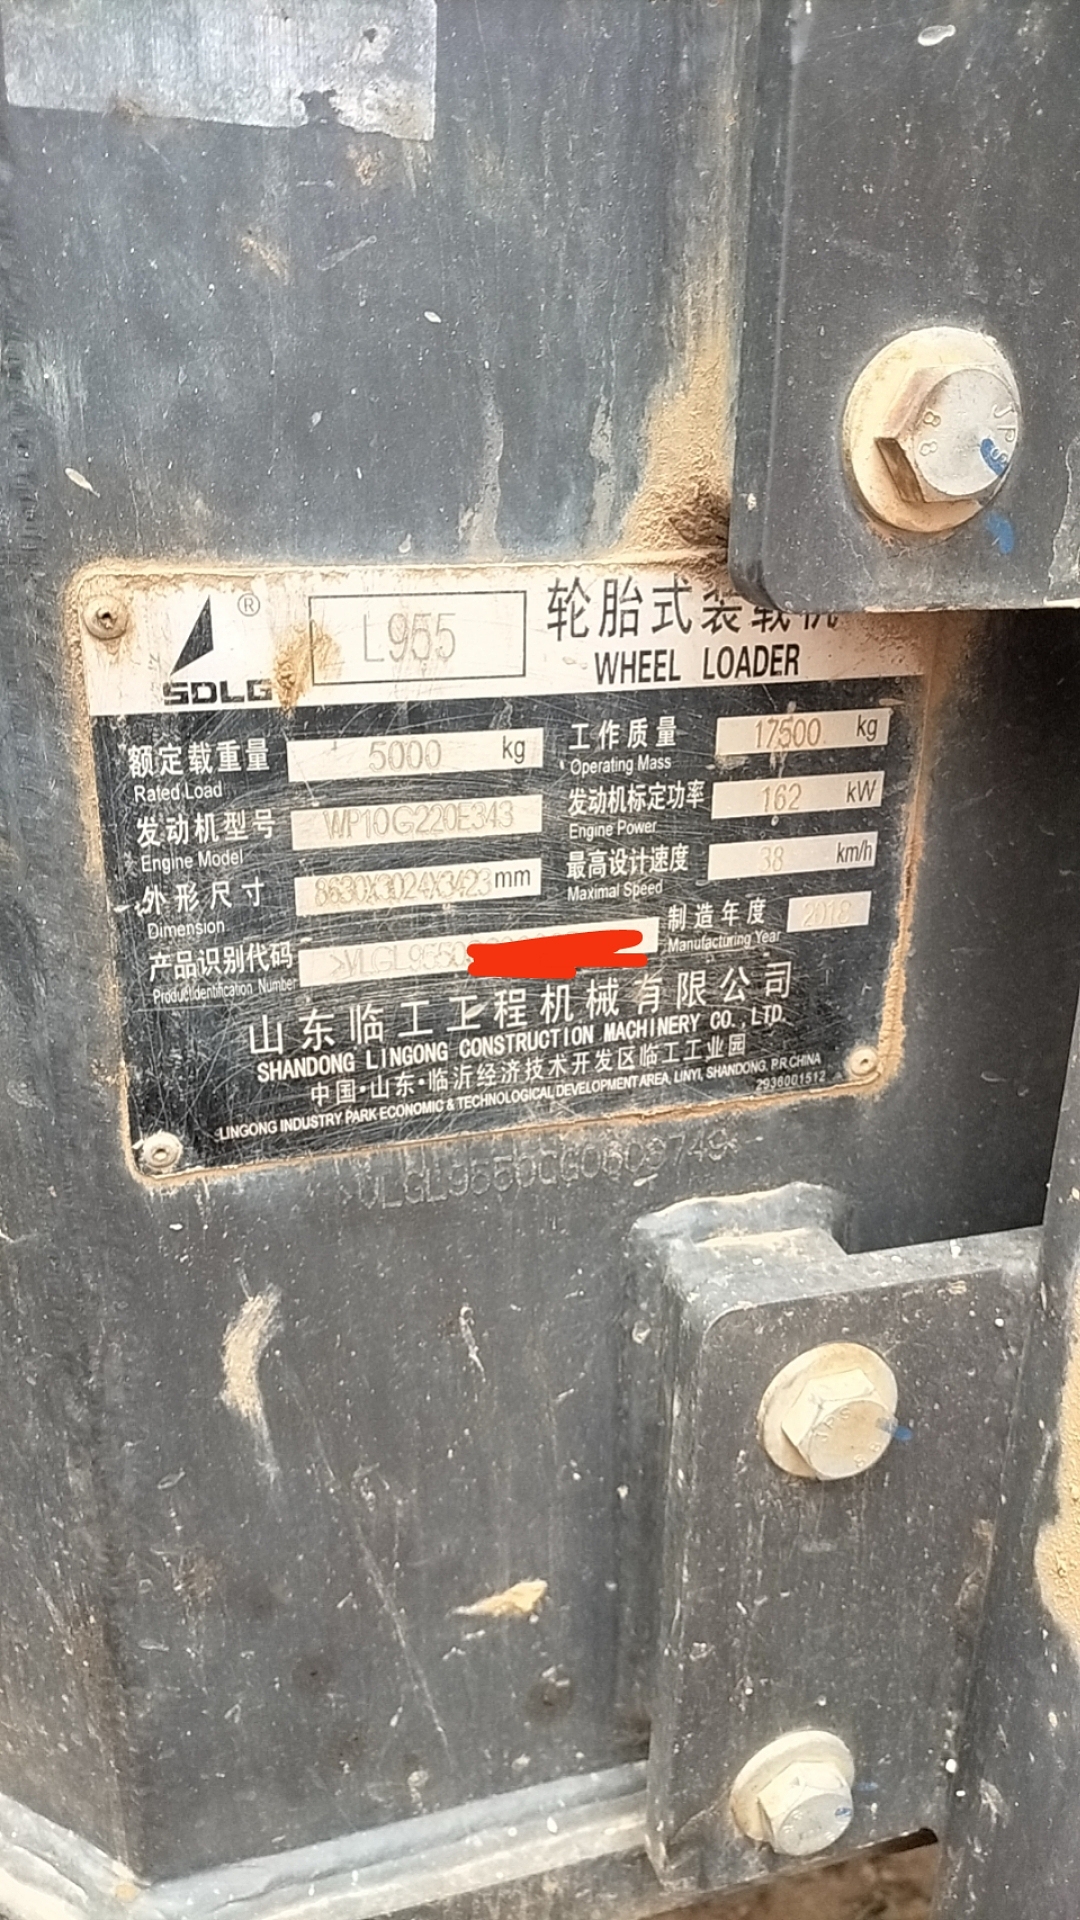 SDLG ®
L955
轮胎式装载机
WHEEL LOADER
额定载重量 5000 kg
Rated Load
工作质量 17500 kg
Operating Mass
发动机型号 WP10G220E343
Engine Model
发动机标定功率 162 kW
Engine Power
外形尺寸 8630X3024X3423 mm
Dimension
最高设计速度 38 km/h
Maximal Speed
产品识别代码
Product Identification Number
制造年度 2018
Manufacturing Year
山东临工工程机械有限公司
SHANDONG LINGONG CONSTRUCTION MACHINERY CO., LTD.
中国·山东·临沂经济技术开发区临工工业园
LINGONG INDUSTRY PARK ECONOMIC & TECHNOLOGICAL DEVELOPMENT AREA, LINYI, SHANDONG, P.R.CHINA
2936001512
8.8